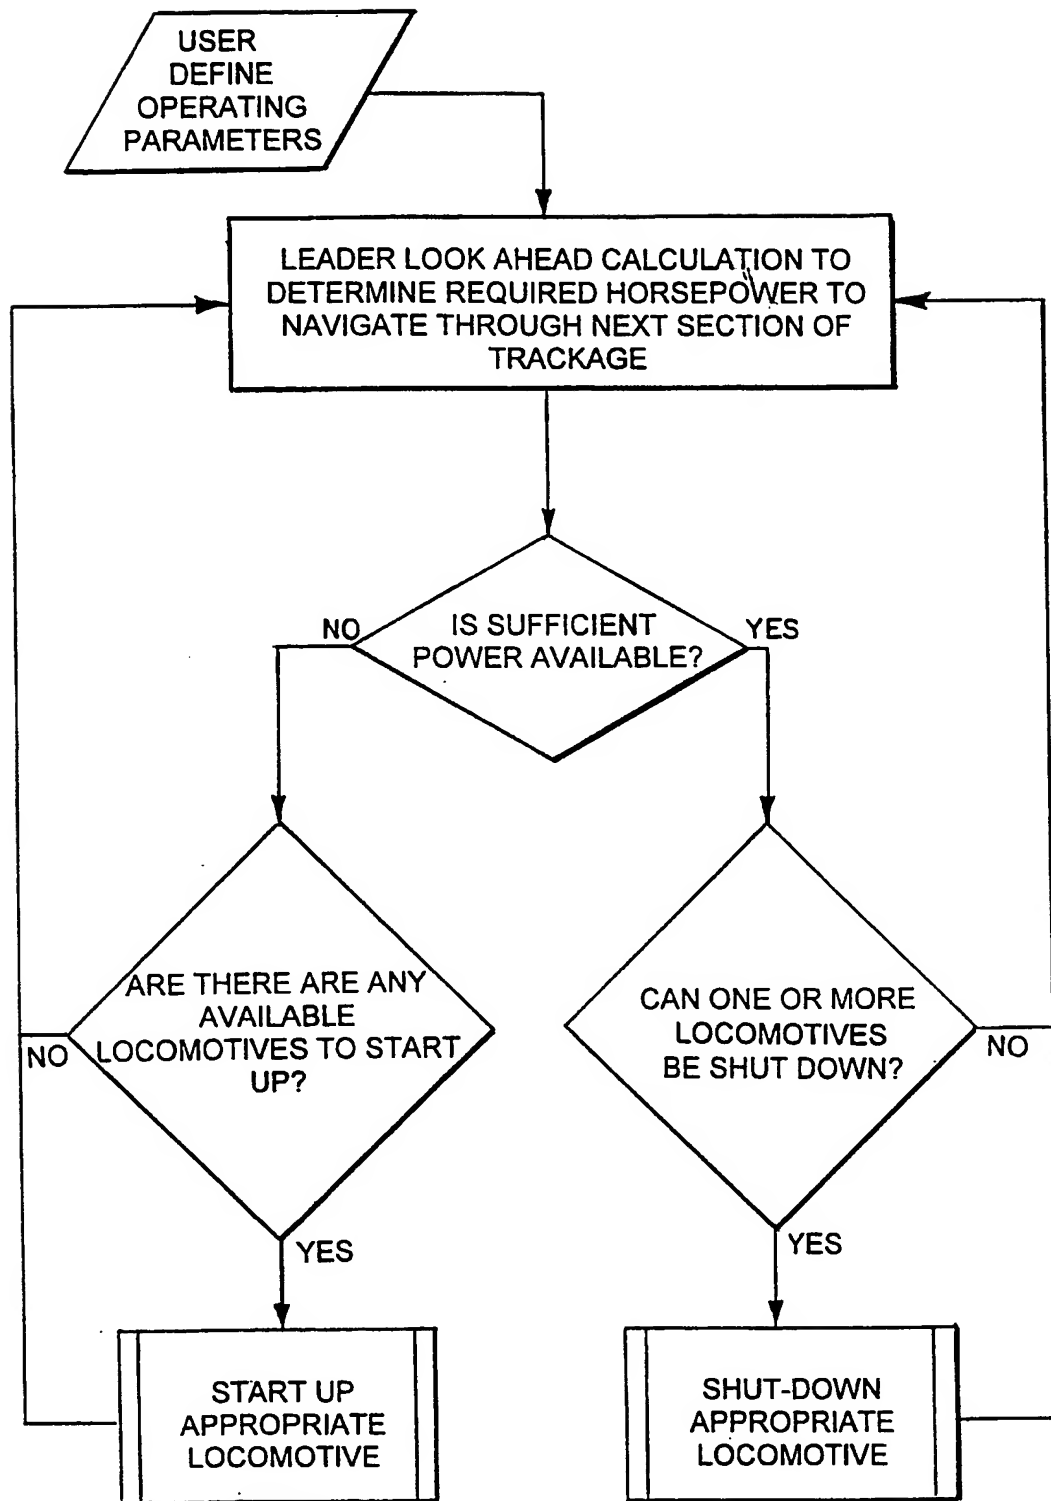 USER
DEFINE
OPERATING
PARAMETERS
LEADER LOOK AHEAD CALCULATION TO
DETERMINE REQUIRED HORSEPOWER TO
NAVIGATE THROUGH NEXT SECTION OF
TRACKAGE
NO
IS SUFFICIENT
POWER AVAILABLE?
YES
ARE THERE ARE ANY
AVAILABLE
LOCOMOTIVES TO START
UP?
NO
YES
CAN ONE OR MORE
LOCOMOTIVES
BE SHUT DOWN?
NO
YES
START UP
APPROPRIATE
LOCOMOTIVE
SHUT-DOWN
APPROPRIATE
LOCOMOTIVE